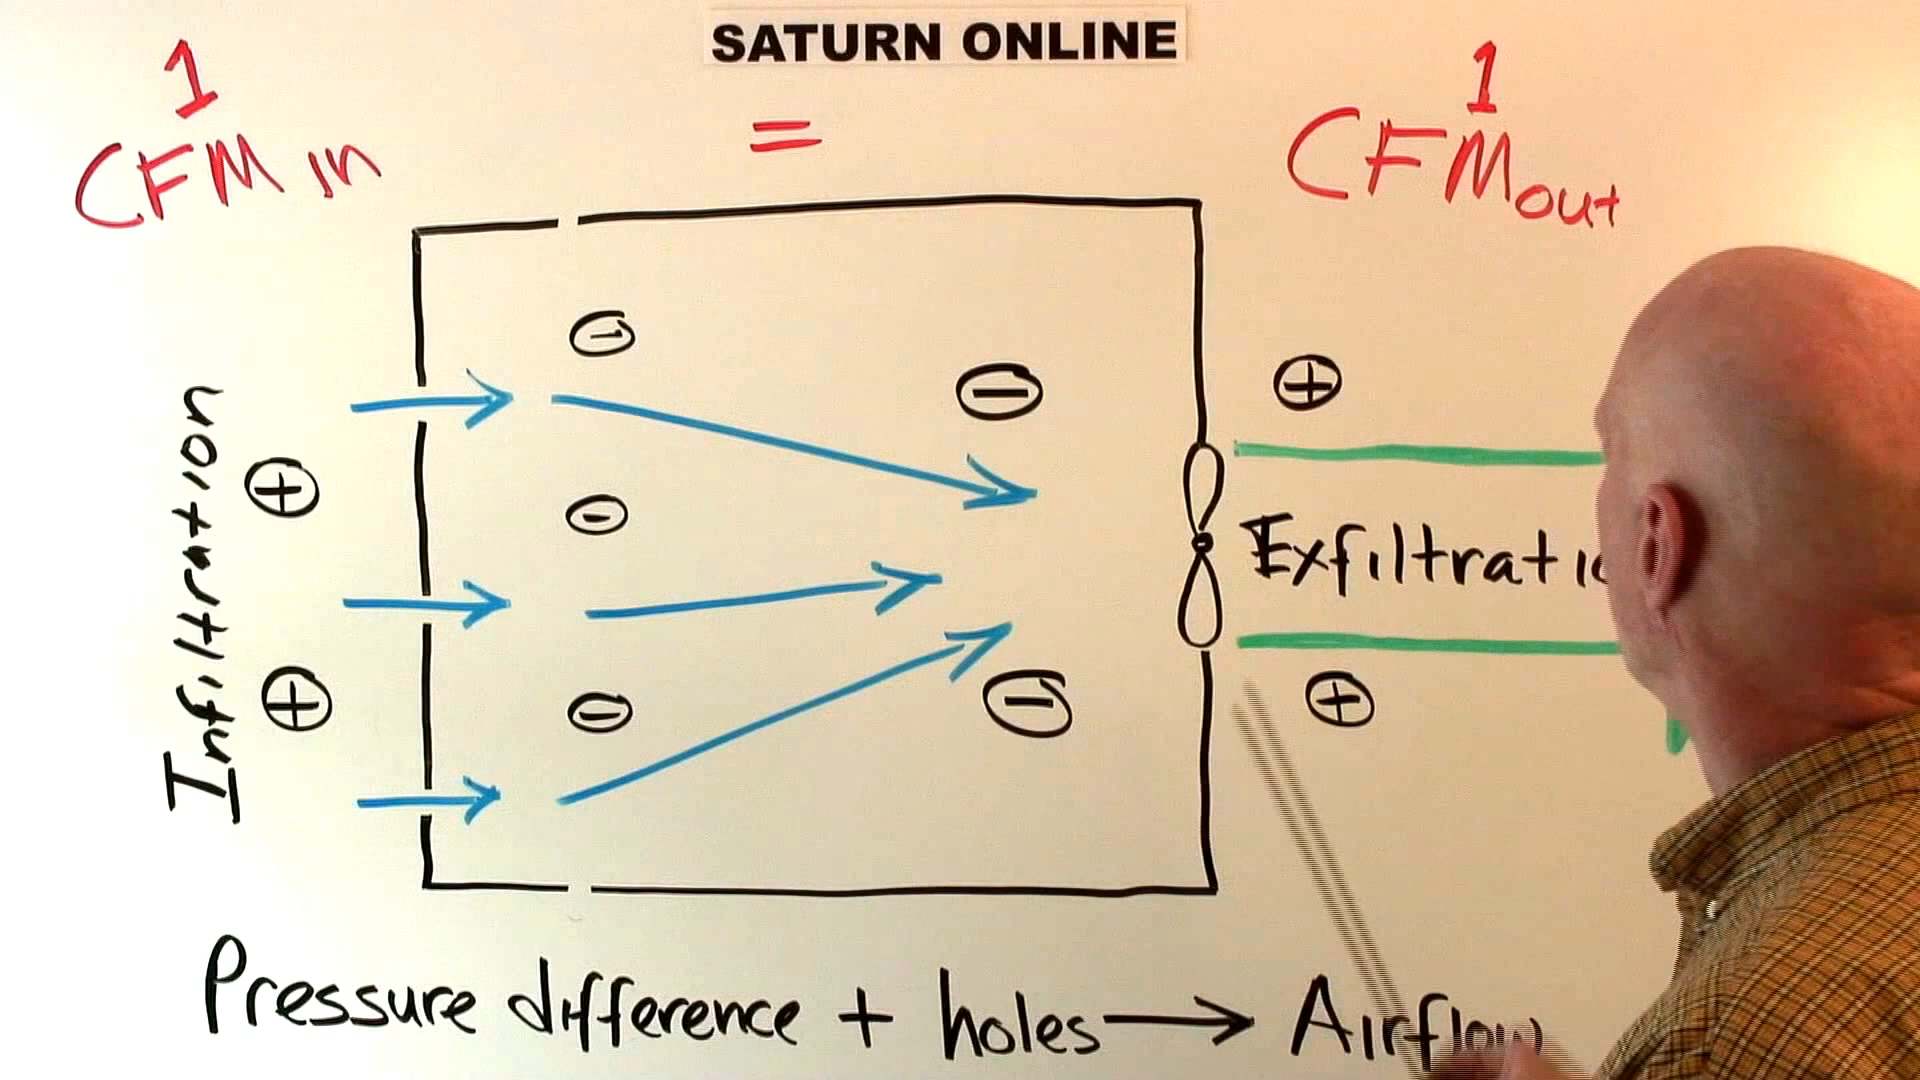 SATURN ONLINE
1
CFM in
=
1
CFM out
Infiltration
+
+
-
-
-
-
-
+
+
Pressure difference + holes → Airflow